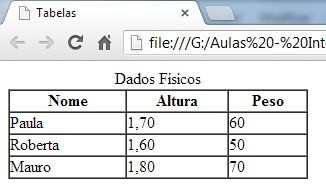 Tabelas
file:///G:/Aulas%20-%20Int
Dados Físicos
Nome Altura Peso
Paula 1,70 60
Roberta 1,60 50
Mauro 1,80 70